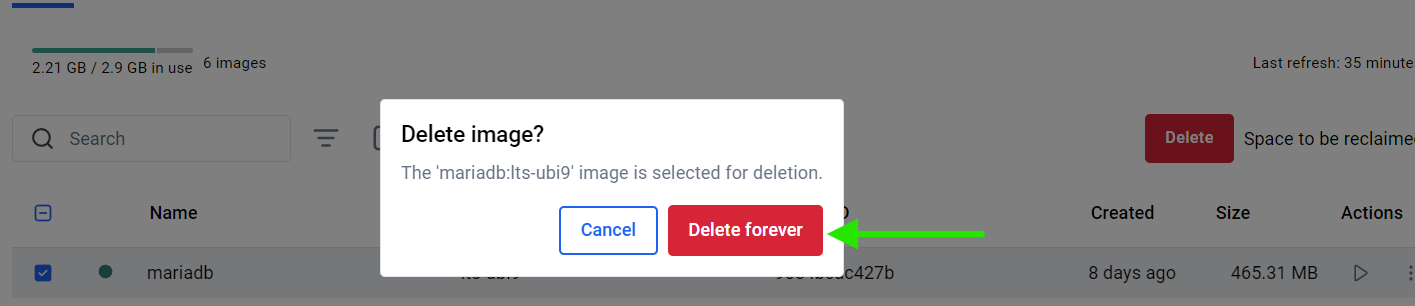 2.21 GB / 2.9 GB in use
6 images
Last refresh: 35 minute
Search
Delete image?
Delete
Space to be reclaime
The 'mariadb:lts-ubi9' image is selected for deletion.
Name
Cancel
Delete forever
Created
Size
Actions
mariadb
8 days ago
465.31 MB